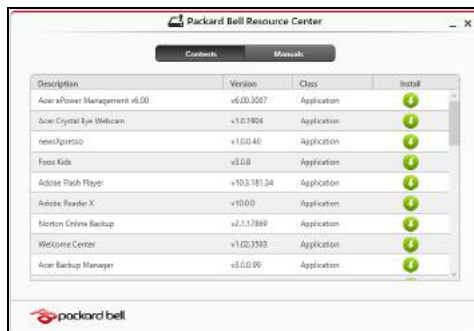 Packard Bell Resource Center
Contents Manuals
Description Version Class Install
Acer ePower Management v6.00 v6.00.3007 Application
Acer Crystal Eye Webcam v1.0.1904 Application
newsXpresso v1.0.0.40 Application
Fooz Kids v3.0.8 Application
Adobe Flash Player v10.3.181.34 Application
Adobe Reader X v10.0.0 Application
Norton Online Backup v2.1.17869 Application
Welcome Center v1.02.3503 Application
Acer Backup Manager v3.0.0.99 Application
packard bell